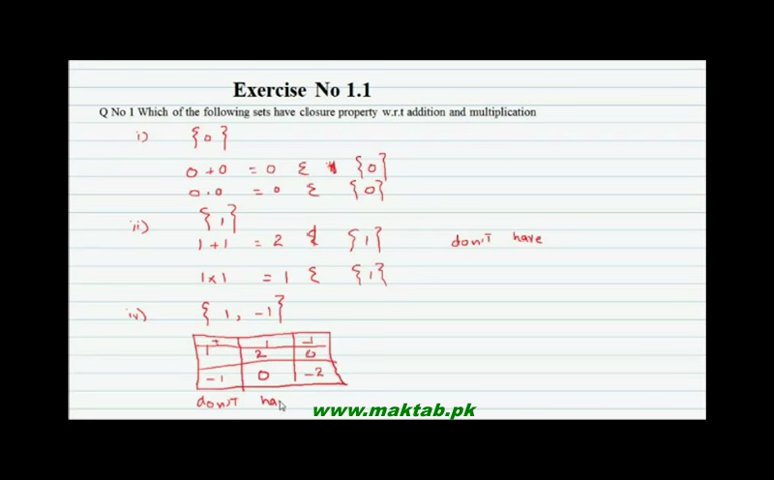 Exercise No 1.1
Q No 1 Which of the following sets have closure property w.r.t addition and multiplication
i) {0}
0 + 0 = 0 ∈ {0}
0.0 = 0 ∈ {0}
ii) {1}
1 + 1 = 2 ∉ {1} don't have
1 x 1 = 1 ∈ {1}
iv) {1, -1}
+ 1 -1
1 2 0
-1 0 -2
don't ha
www.maktab.pk